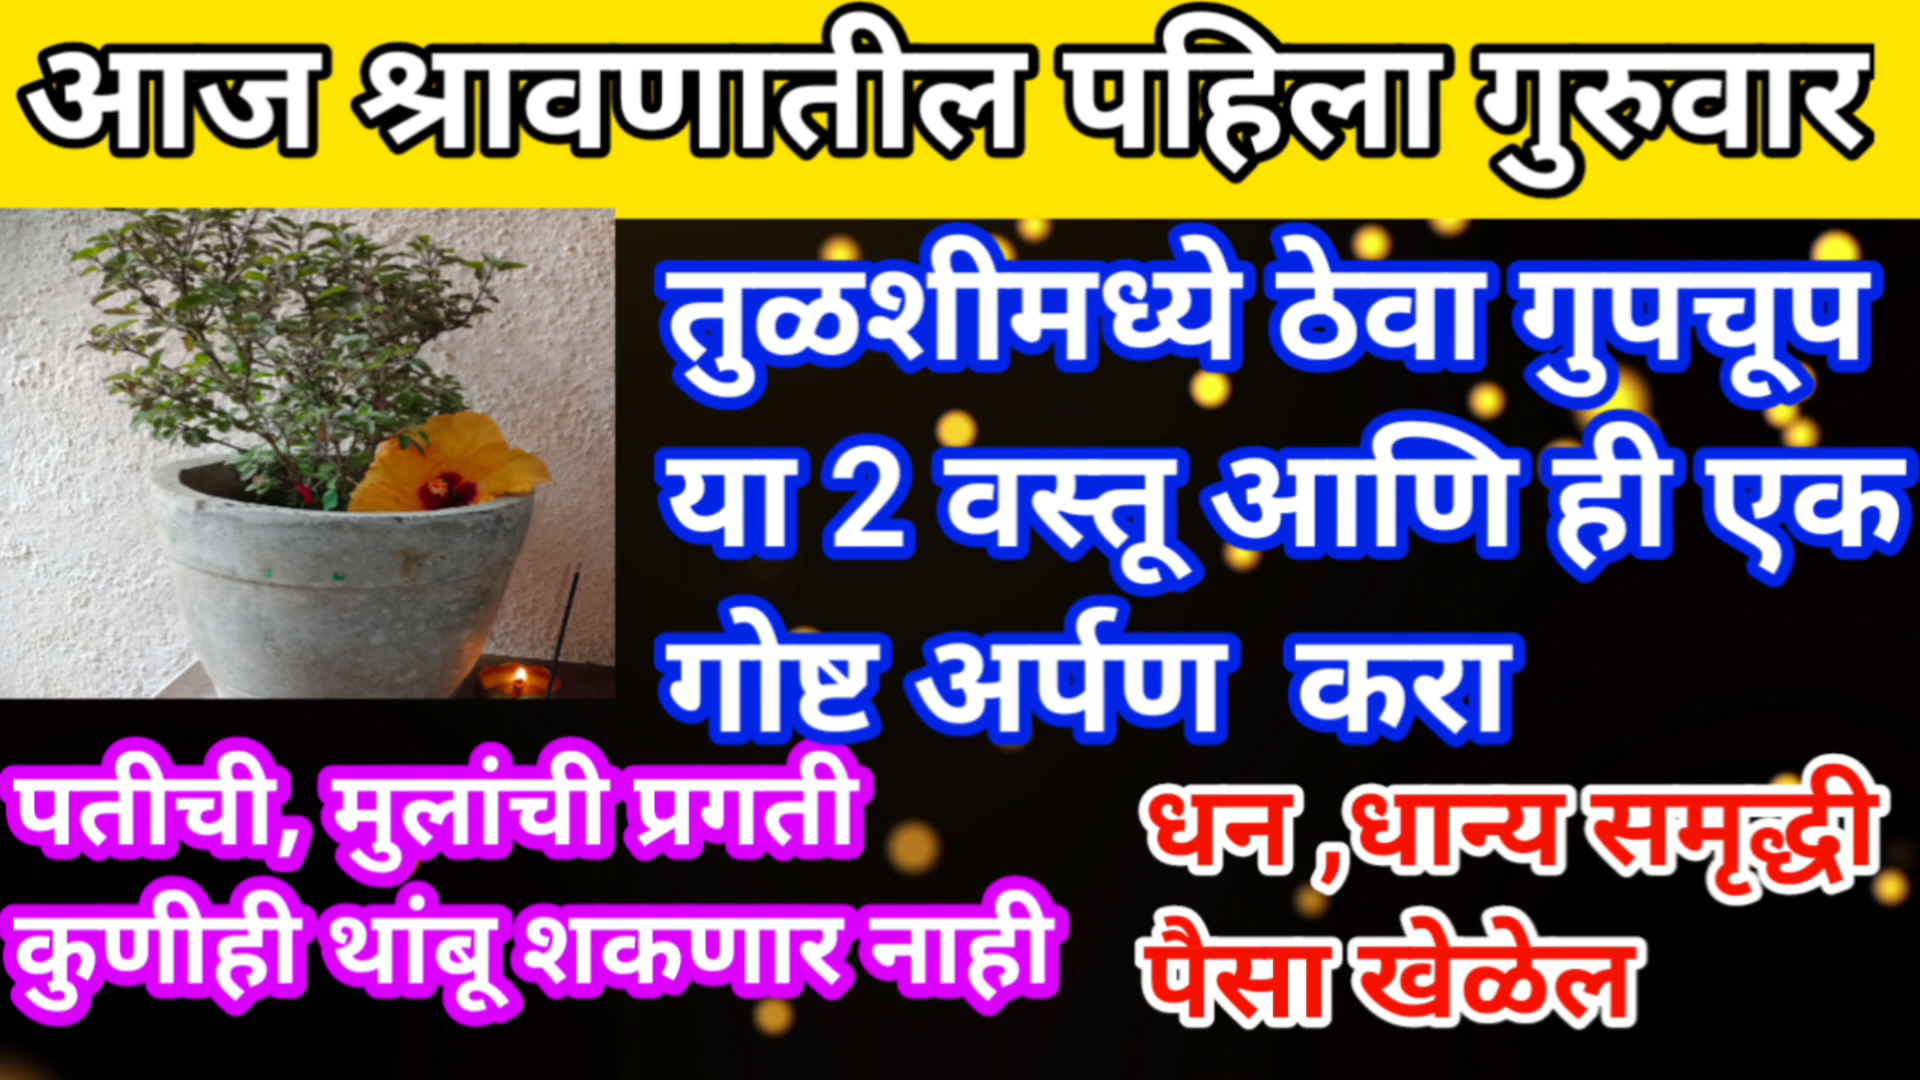 आज श्रावणातील पहिला गुरुवार
तुळशीमध्ये ठेवा गुपचूप
या 2 वस्तू आणि ही एक
गोष्ट अर्पण करा
पतीची, मुलांची प्रगती
कुणीही थांबू शकणार नाही
धन ,धान्य समृद्धी
पैसा खेळेल